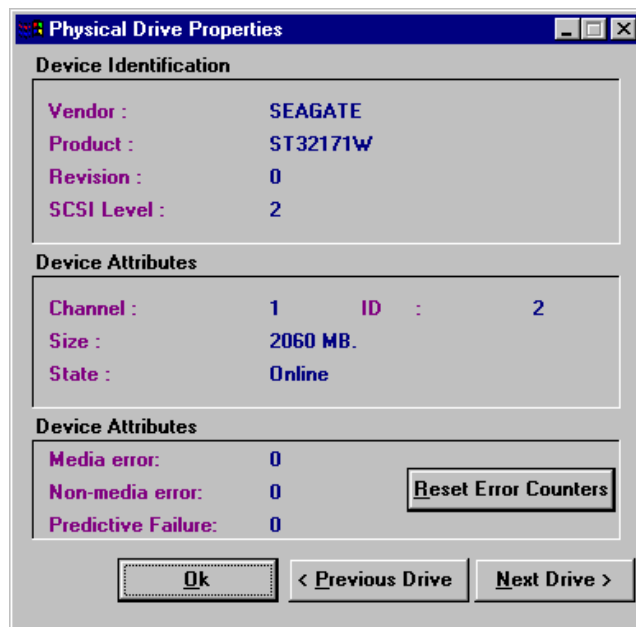 Physical Drive Properties
Device Identification
Vendor : SEAGATE
Product : ST32171W
Revision : 0
SCSI Level : 2
Device Attributes
Channel : 1 ID : 2
Size : 2060 MB.
State : Online
Device Attributes
Media error: 0
Non-media error: 0
Reset Error Counters
Predictive Failure: 0
Ok < Previous Drive Next Drive >